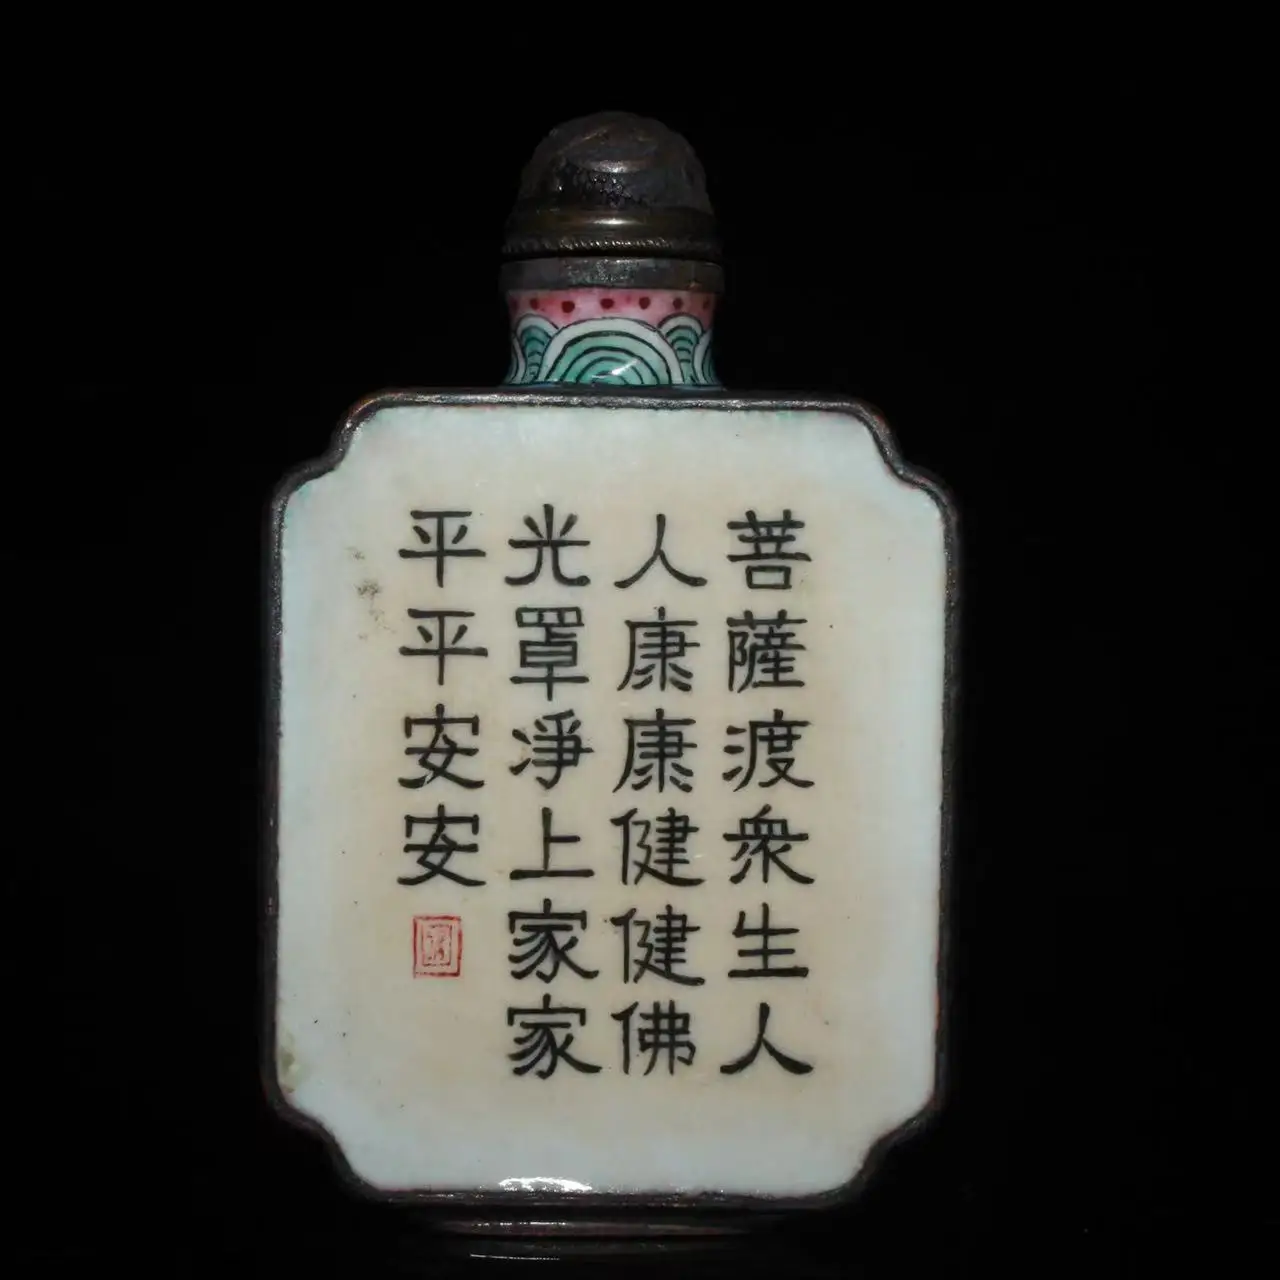 菩薩渡衆生人
人康康健健佛
光罩凈上家家
平平安安